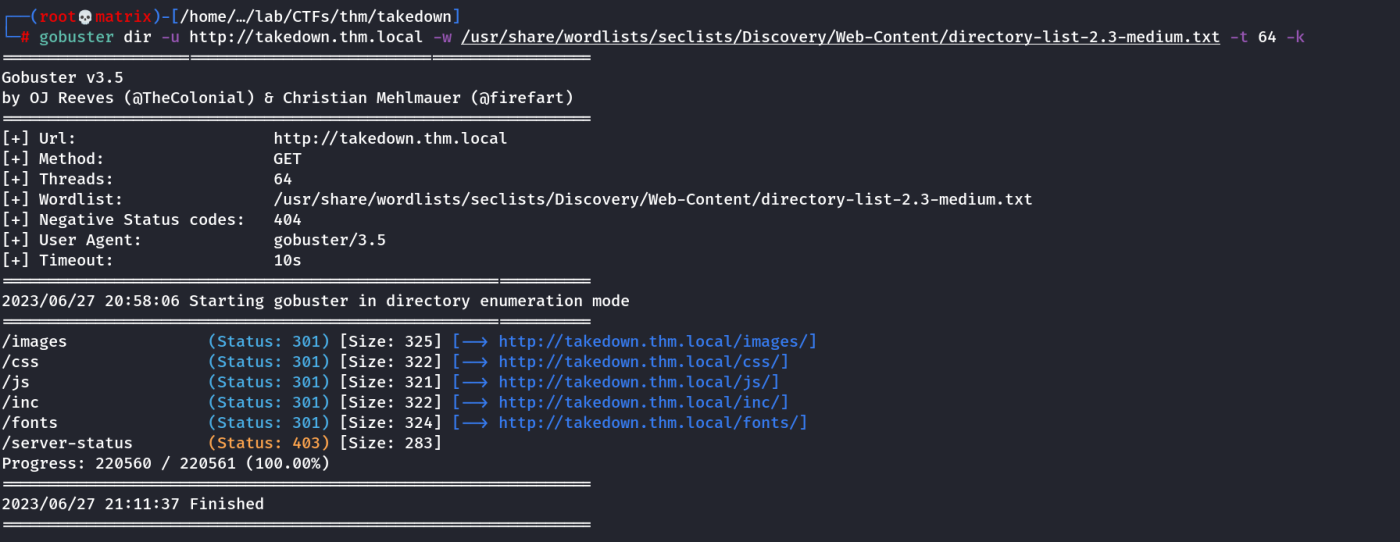 ┌──(root💀matrix)-[/home/…/lab/CTFs/thm/takedown]
└─# gobuster dir -u http://takedown.thm.local -w /usr/share/wordlists/seclists/Discovery/Web-Content/directory-list-2.3-medium.txt -t 64 -k
===============================================================
Gobuster v3.5
by OJ Reeves (@TheColonial) & Christian Mehlmauer (@firefart)
===============================================================
[+] Url:                     http://takedown.thm.local
[+] Method:                  GET
[+] Threads:                 64
[+] Wordlist:                /usr/share/wordlists/seclists/Discovery/Web-Content/directory-list-2.3-medium.txt
[+] Negative Status codes:   404
[+] User Agent:              gobuster/3.5
[+] Timeout:                 10s
===============================================================
2023/06/27 20:58:06 Starting gobuster in directory enumeration mode
===============================================================
/images               (Status: 301) [Size: 325] [--> http://takedown.thm.local/images/]
/css                  (Status: 301) [Size: 322] [--> http://takedown.thm.local/css/]
/js                   (Status: 301) [Size: 321] [--> http://takedown.thm.local/js/]
/inc                  (Status: 301) [Size: 322] [--> http://takedown.thm.local/inc/]
/fonts                (Status: 301) [Size: 324] [--> http://takedown.thm.local/fonts/]
/server-status        (Status: 403) [Size: 283]
Progress: 220560 / 220561 (100.00%)
===============================================================
2023/06/27 21:11:37 Finished
===============================================================